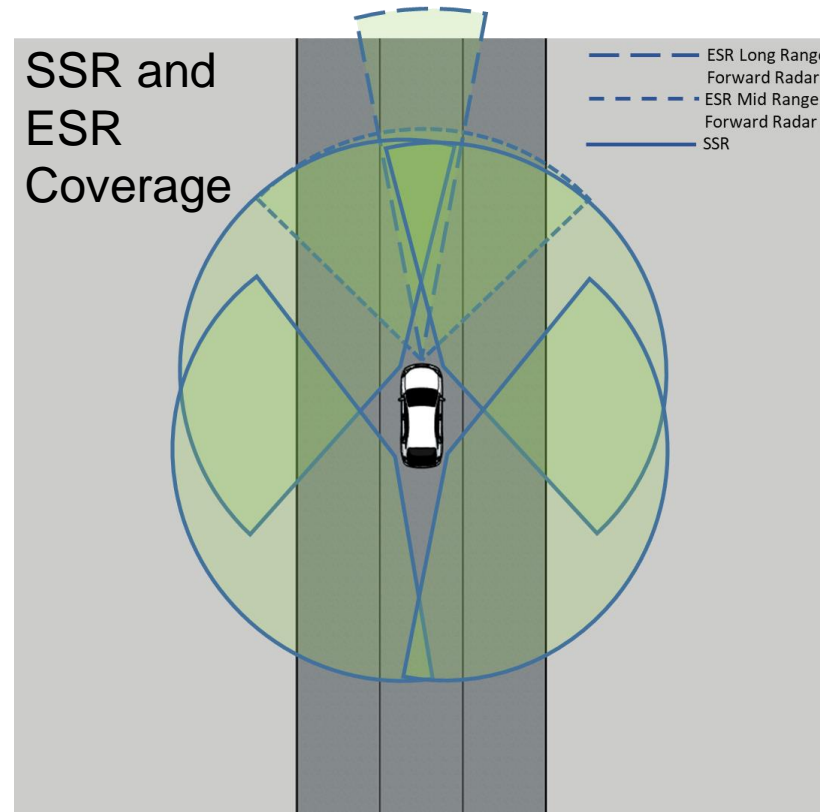 SSR and
ESR
Coverage
ESR Long Range
Forward Radar
ESR Mid Range
Forward Radar
SSR